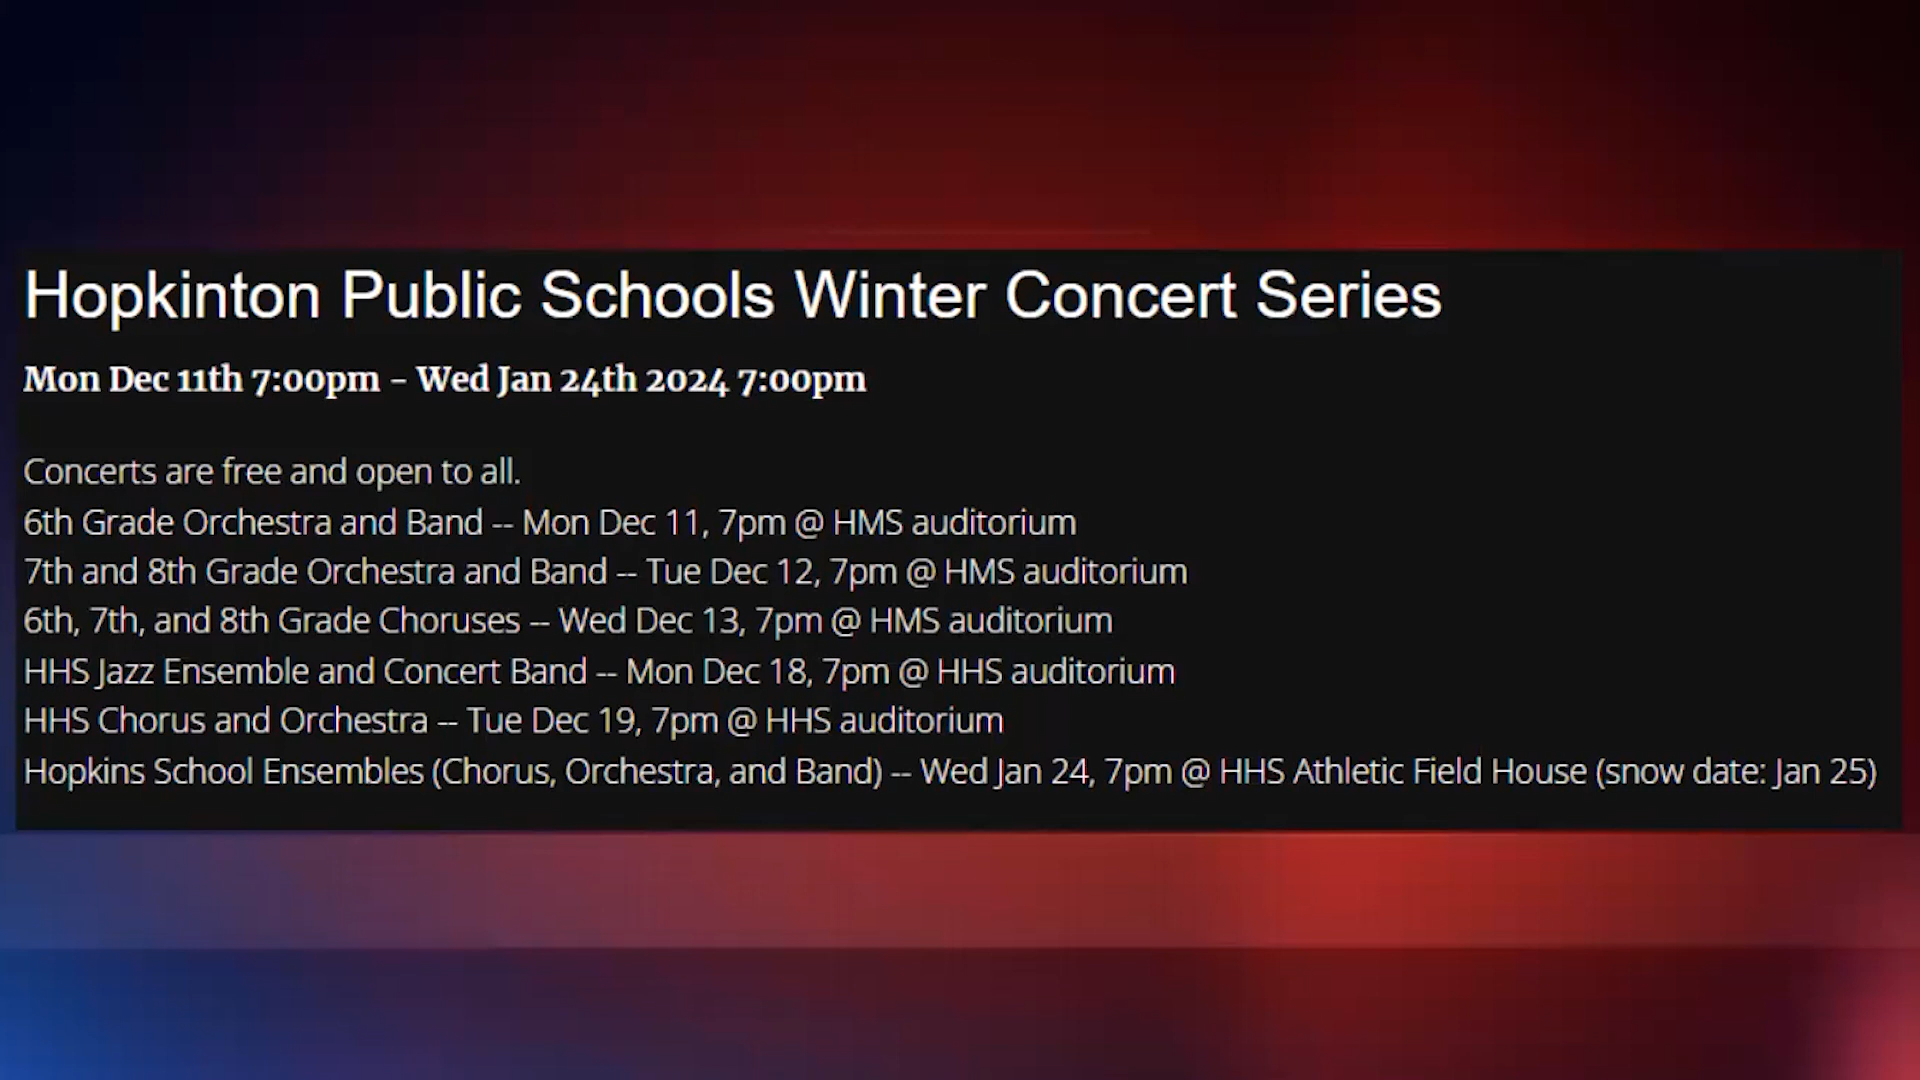 Hopkinton Public Schools Winter Concert Series
Mon Dec 11th 7:00pm - Wed Jan 24th 2024 7:00pm
Concerts are free and open to all.
6th Grade Orchestra and Band -- Mon Dec 11, 7pm @ HMS auditorium
7th and 8th Grade Orchestra and Band -- Tue Dec 12, 7pm @ HMS auditorium
6th, 7th, and 8th Grade Choruses -- Wed Dec 13, 7pm @ HMS auditorium
HHS Jazz Ensemble and Concert Band -- Mon Dec 18, 7pm @ HHS auditorium
HHS Chorus and Orchestra -- Tue Dec 19, 7pm @ HHS auditorium
Hopkins School Ensembles (Chorus, Orchestra, and Band) -- Wed Jan 24, 7pm @ HHS Athletic Field House (snow date: Jan 25)